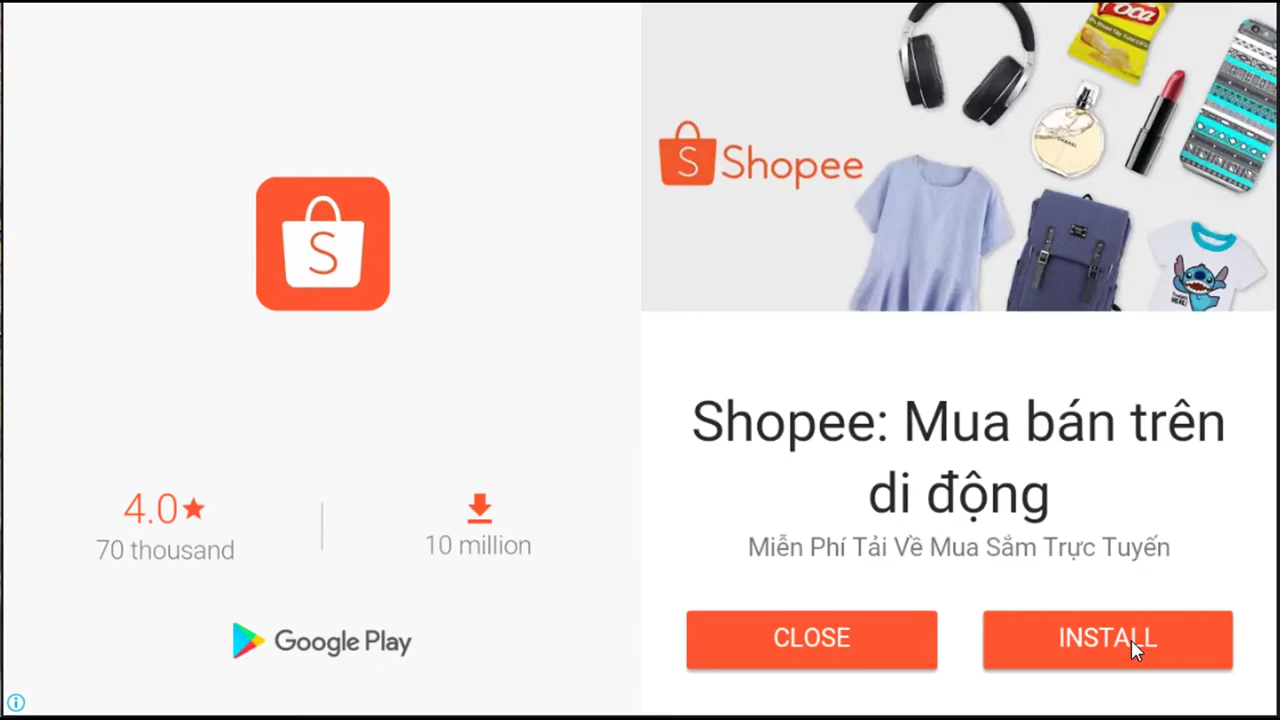 S
4.0★
70 thousand
10 million
Google Play
S Shopee
Shopee: Mua bán trên
di động
Miễn Phí Tải Về Mua Sắm Trực Tuyến
CLOSE
INSTALL